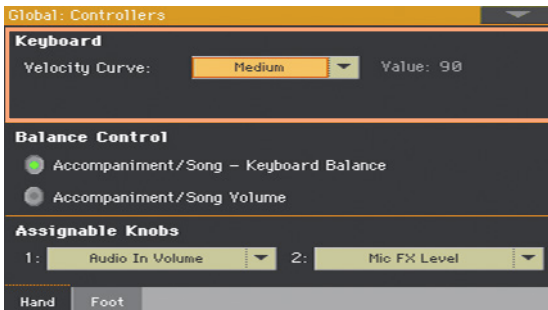 Global: Controllers
Keyboard
Velocity Curve: Medium Value: 90
Balance Control
Accompaniment/Song - Keyboard Balance
Accompaniment/Song Volume
Assignable Knobs
1: Audio In Volume 2: Mic FX Level
Hand Foot